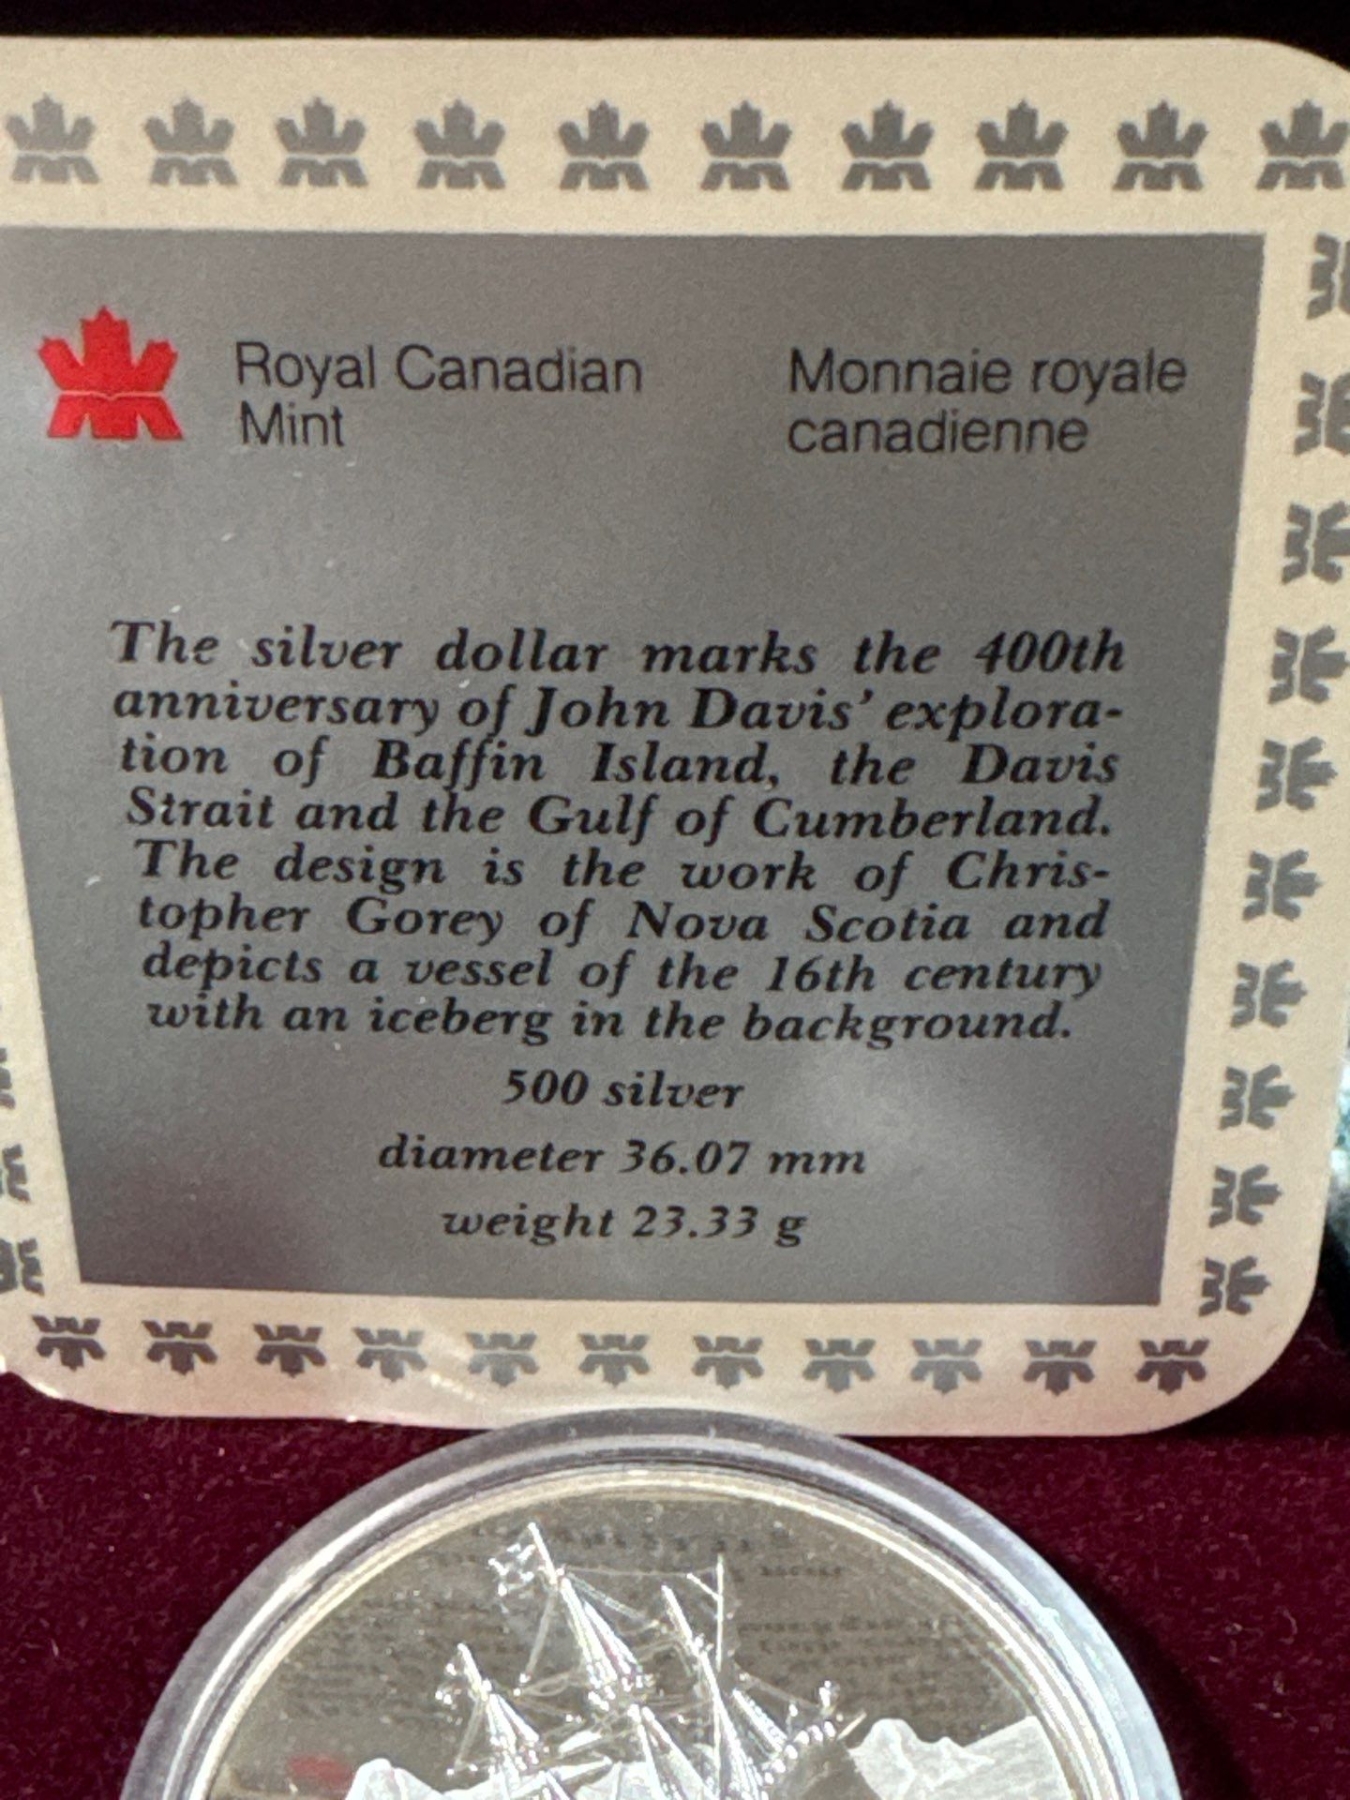 Royal Canadian
Mint
Monnaie royale
canadienne
The silver dollar marks the 400th
anniversary of John Davis' explora-
tion of Baffin Island, the Davis
Strait and the Gulf of Cumberland.
The design is the work of Chris-
topher Gorey of Nova Scotia and
depicts a vessel of the 16th century
with an iceberg in the background.
500 silver
diameter 36.07 mm
weight 23.33 g